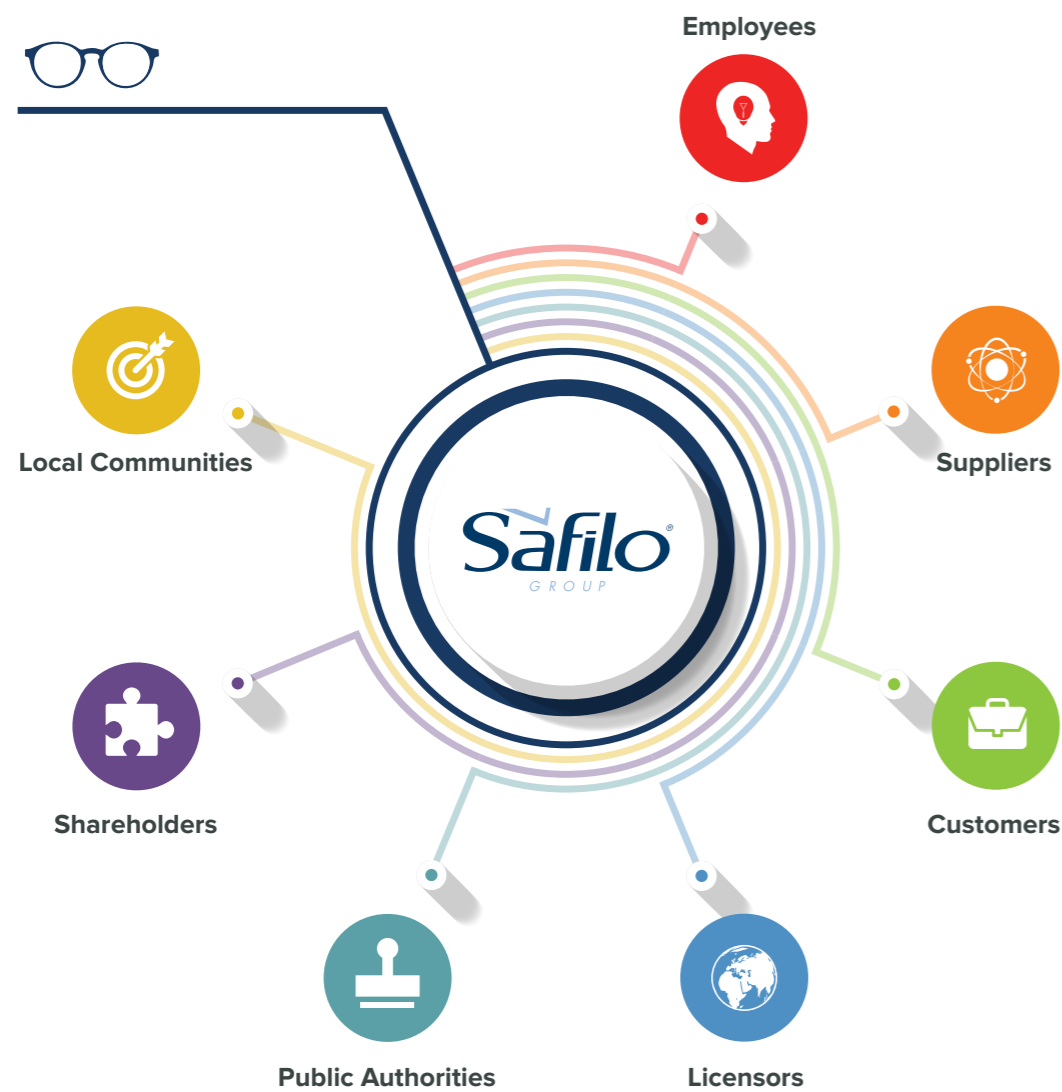 Employees
Local Communities
Suppliers
Safilo®
GROUP
Shareholders
Customers
Public Authorities
Licensors